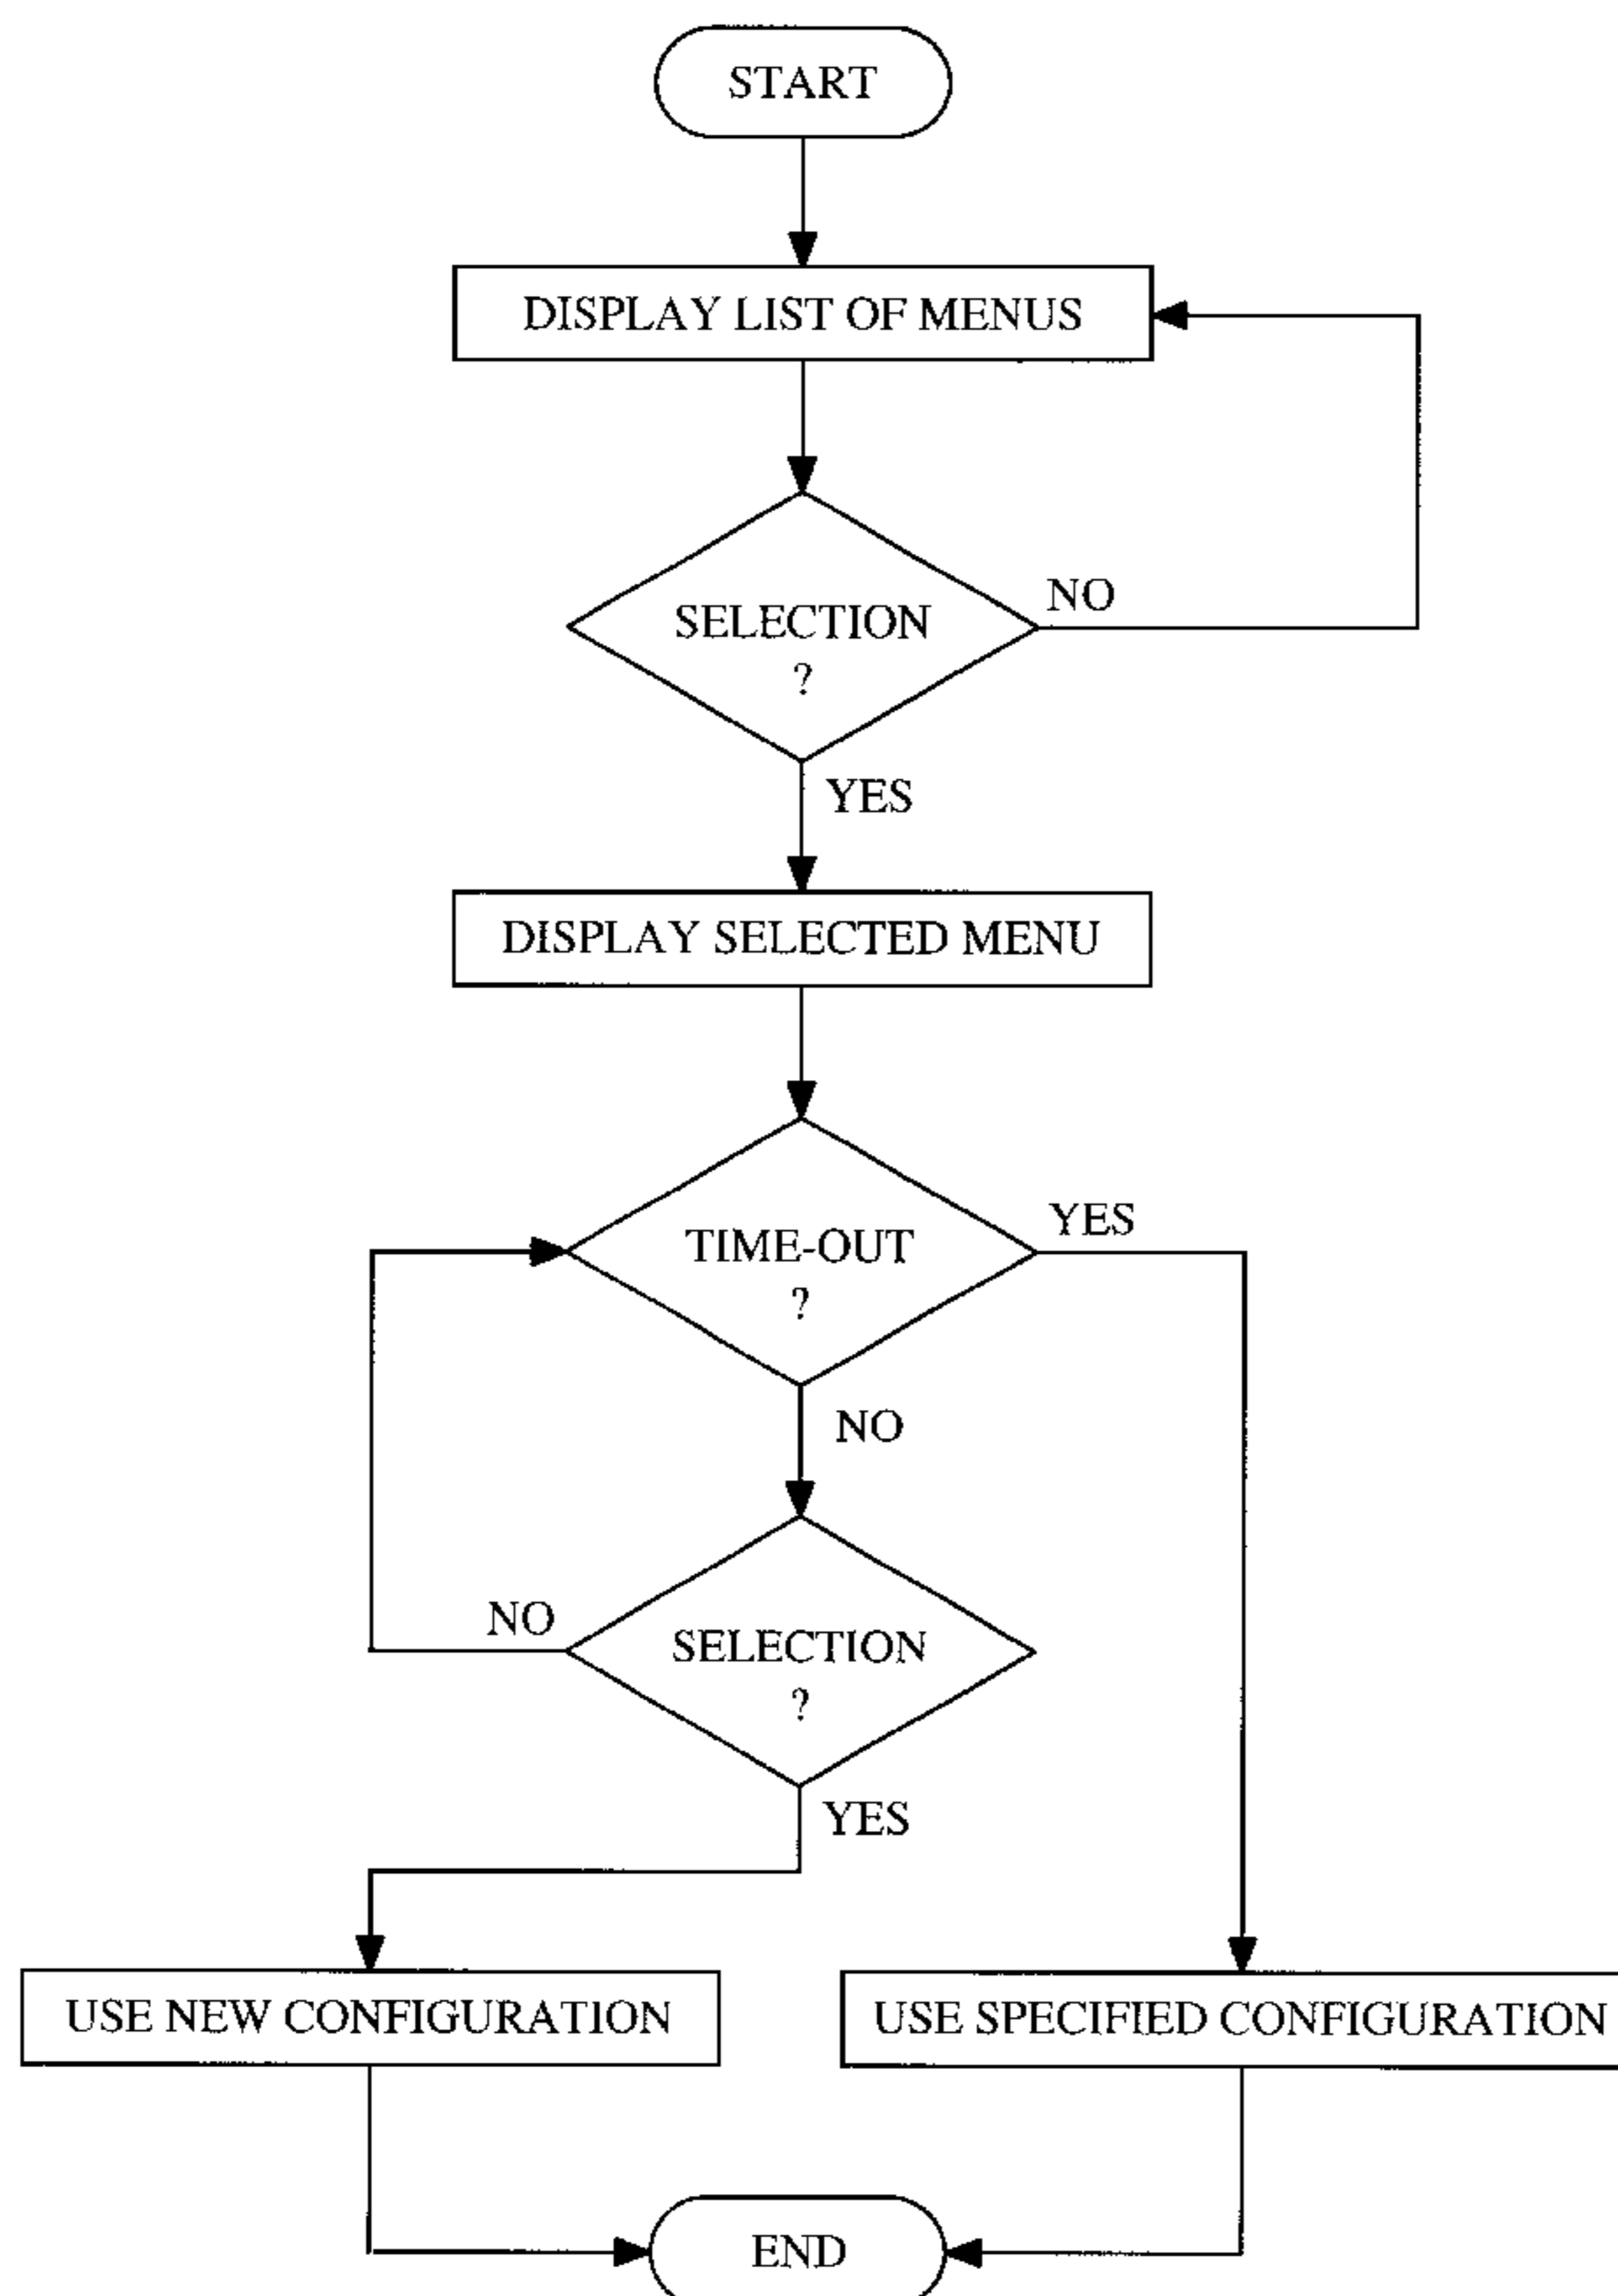 START
DISPLAY LIST OF MENUS
SELECTION
?
NO
YES
DISPLAY SELECTED MENU
TIME-OUT
?
YES
NO
SELECTION
?
NO
YES
USE NEW CONFIGURATION
USE SPECIFIED CONFIGURATION
END